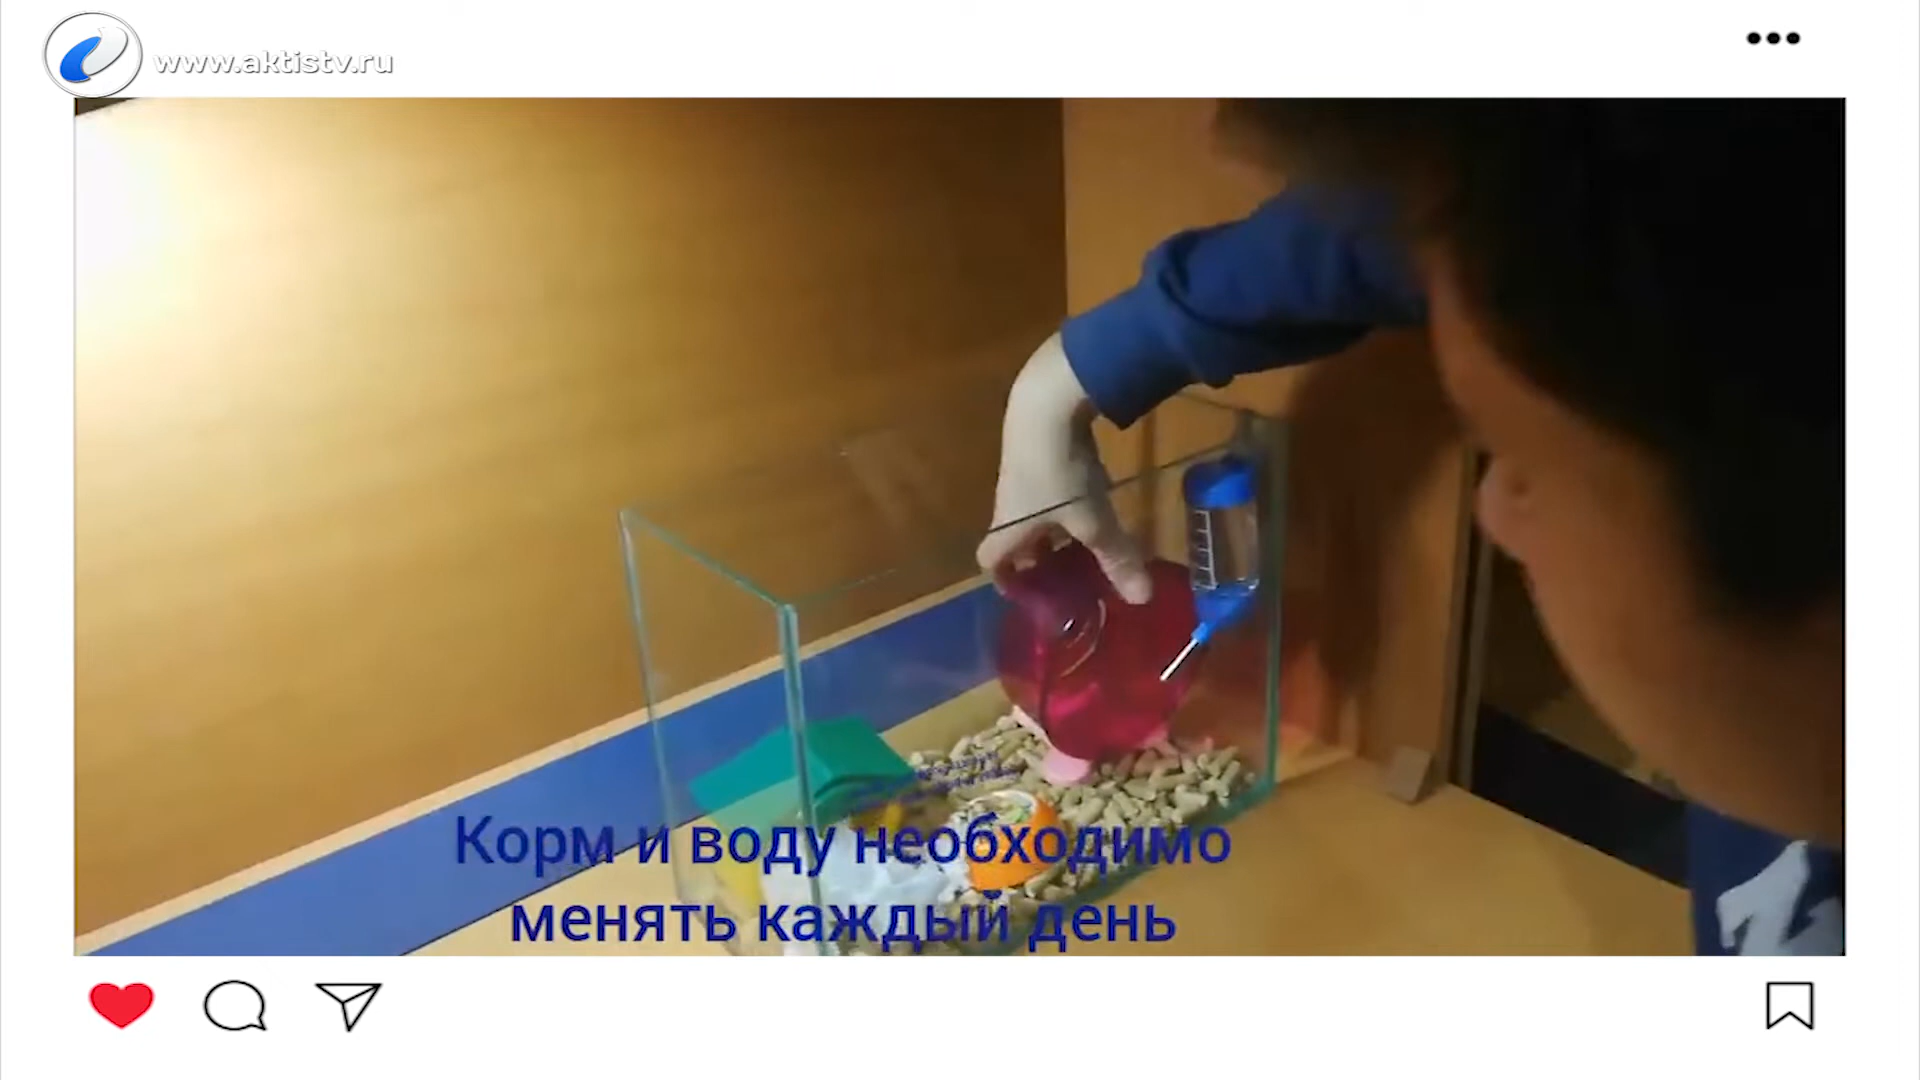 www.aktistv.ru
Корм и воду необходимо
менять каждый день